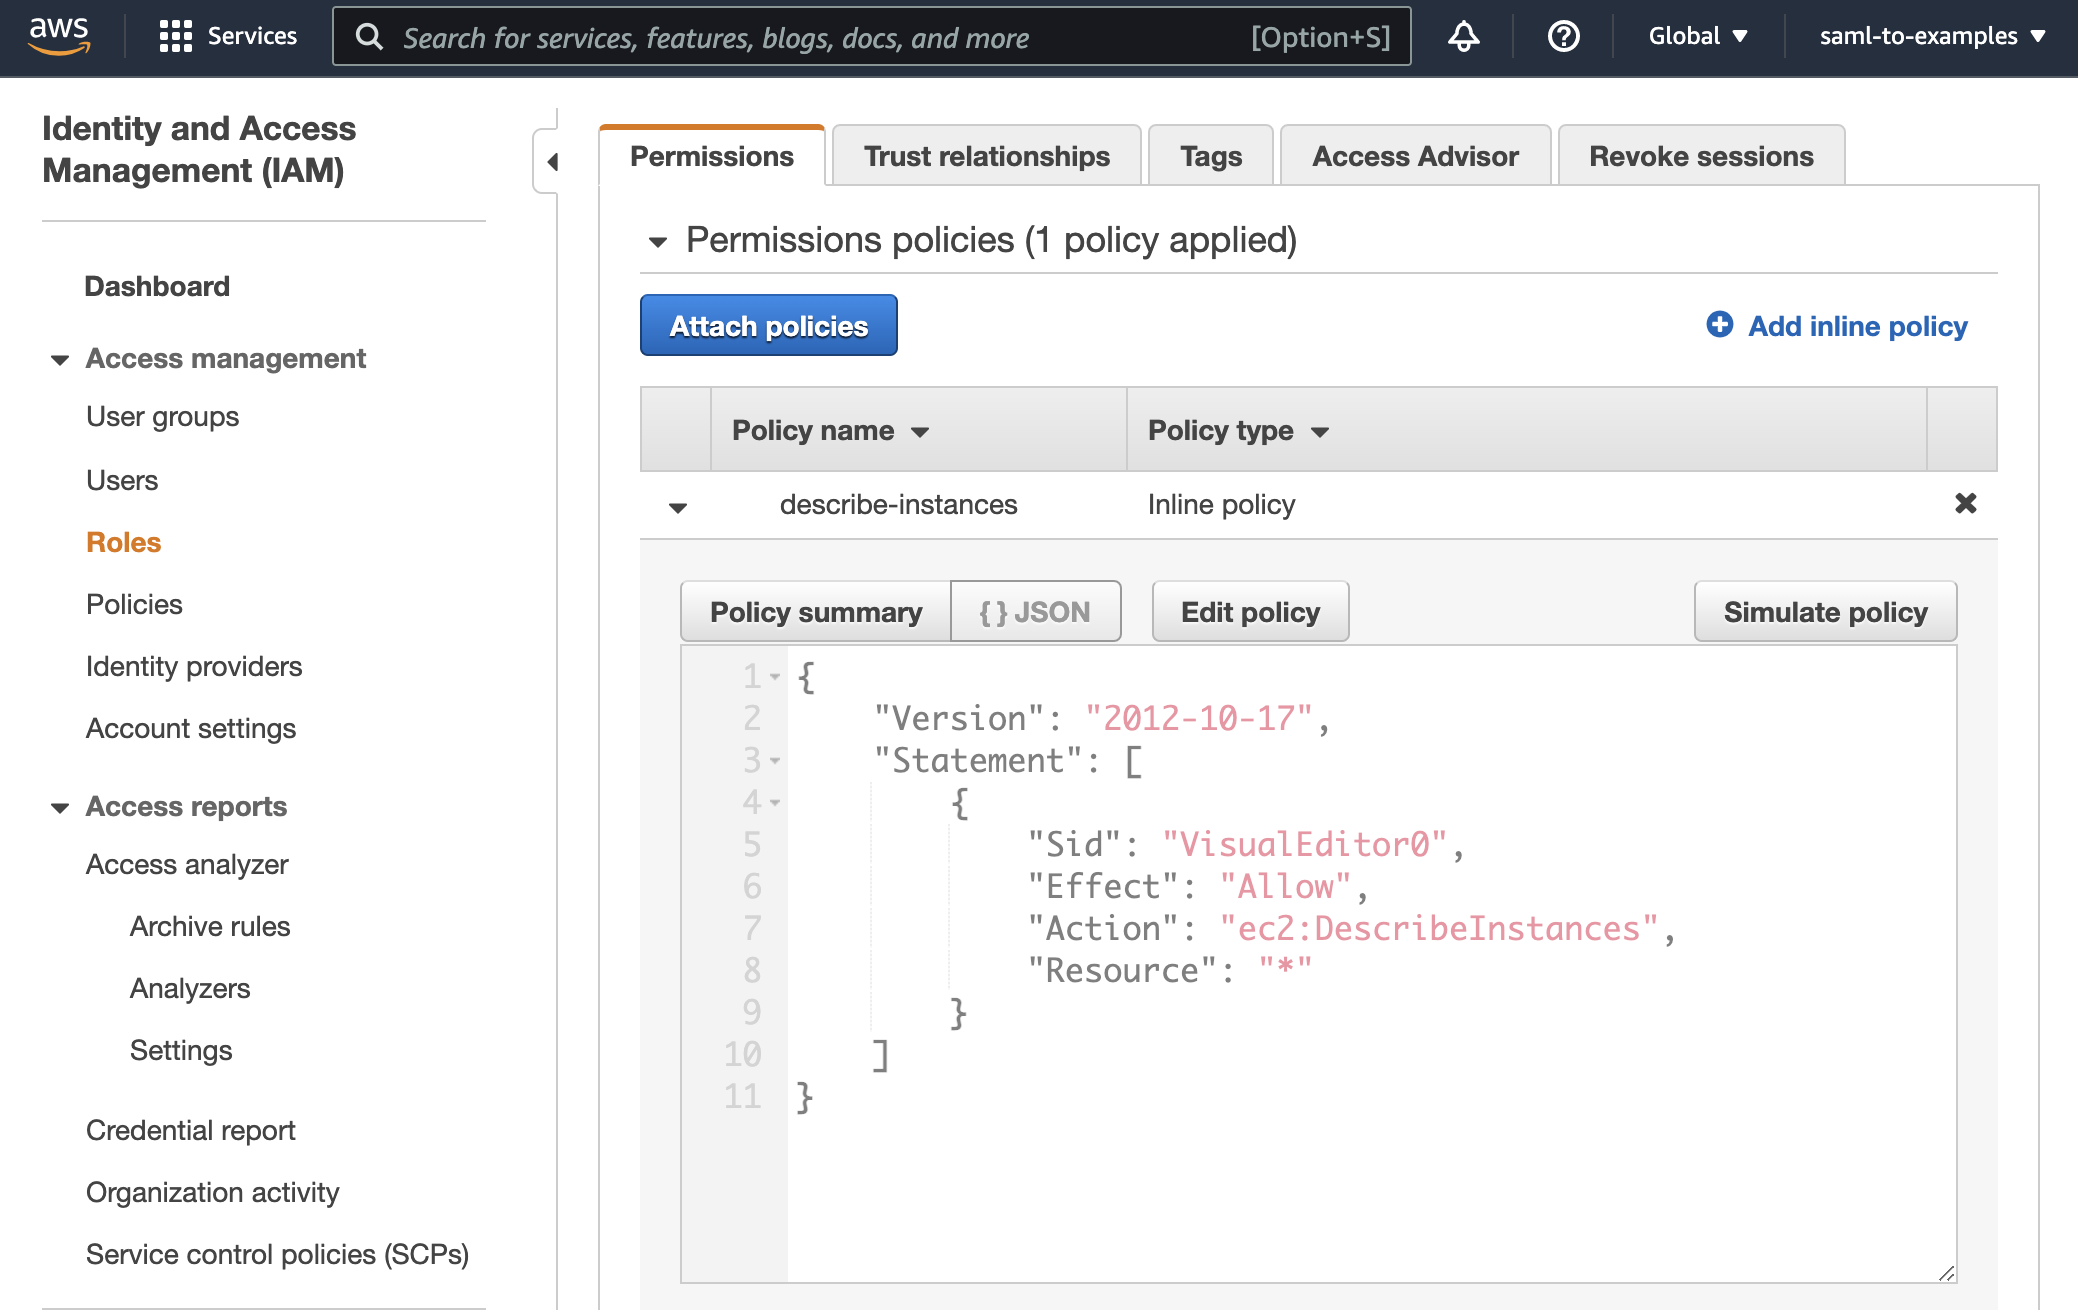 aws
Services
Search for services, features, blogs, docs, and more
[Option+S]
Global
saml-to-examples
Identity and Access
Management (IAM)
Dashboard
Access management
User groups
Users
Roles
Policies
Identity providers
Account settings
Access reports
Access analyzer
Archive rules
Analyzers
Settings
Credential report
Organization activity
Service control policies (SCPs)
Permissions
Trust relationships
Tags
Access Advisor
Revoke sessions
Permissions policies (1 policy applied)
Attach policies
Add inline policy
Policy name
Policy type
describe-instances
Inline policy
Policy summary
{ } JSON
Edit policy
Simulate policy
1 {
2     "Version": "2012-10-17",
3     "Statement": [
4         {
5             "Sid": "VisualEditor0",
6             "Effect": "Allow",
7             "Action": "ec2:DescribeInstances",
8             "Resource": "*"
9         }
10     ]
11 }